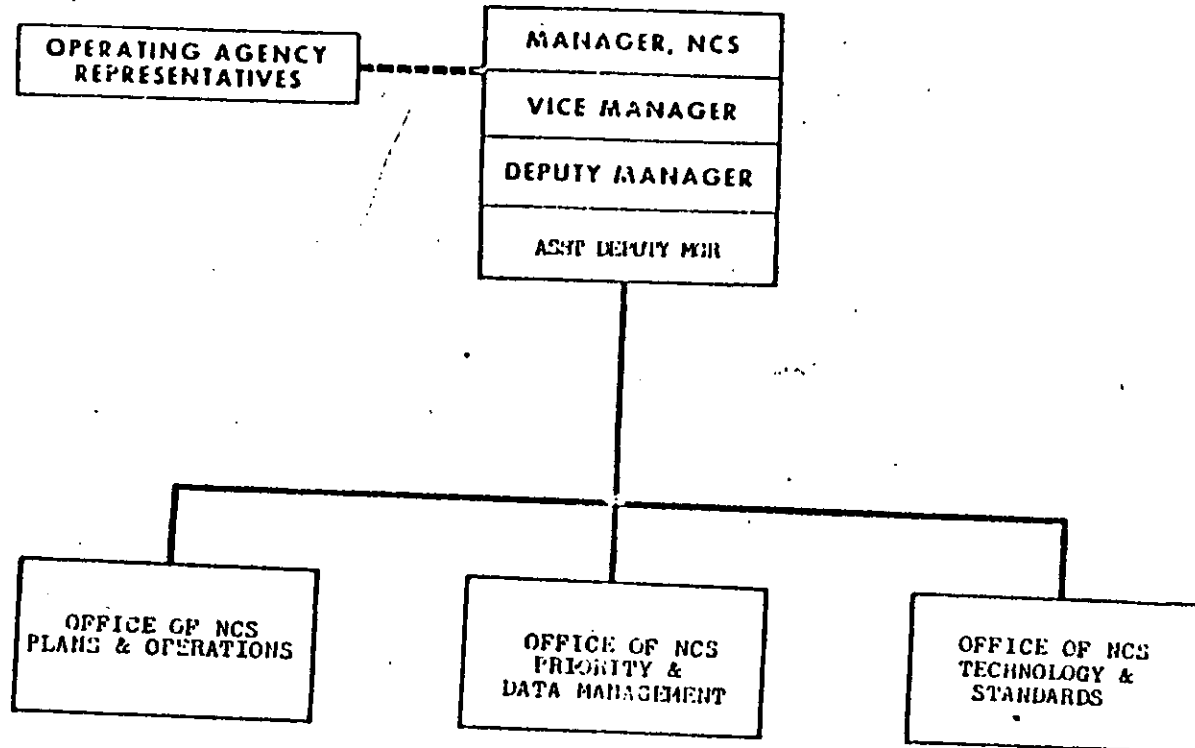 OPERATING AGENCY
REPRESENTATIVES
MANAGER, NCS
VICE MANAGER
DEPUTY MANAGER
ASST DEPUTY MGR
OFFICE OF NCS
PLANS & OPERATIONS
OFFICE OF NCS
PRIORITY &
DATA MANAGEMENT
OFFICE OF NCS
TECHNOLOGY &
STANDARDS